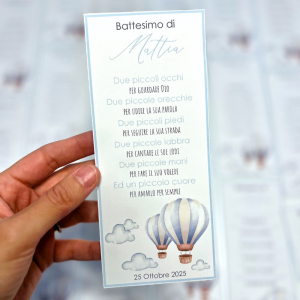 Battesimo di
Mattia
Due piccoli occhi
PER GUARDARE DIO
Due piccole orecchie
PER UDIRE LA SUA PAROLA
Due piccoli piedi
PER SEGUIRE LA SUA STRADA
Due piccole labbra
PER CANTARE LE SUE LODI
Due piccole mani
PER FARE IL SUO VOLERE
Ed un piccolo cuore
PER AMARLO PER SEMPRE
25 Ottobre 2025